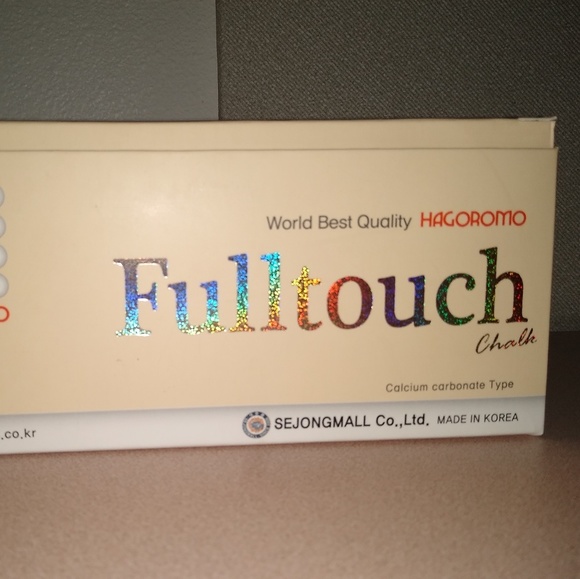 World Best Quality HAGOROMO
Fulltouch
Chalk
Calcium carbonate Type
.co.kr
SEJONGMALL Co.,Ltd. MADE IN KOREA